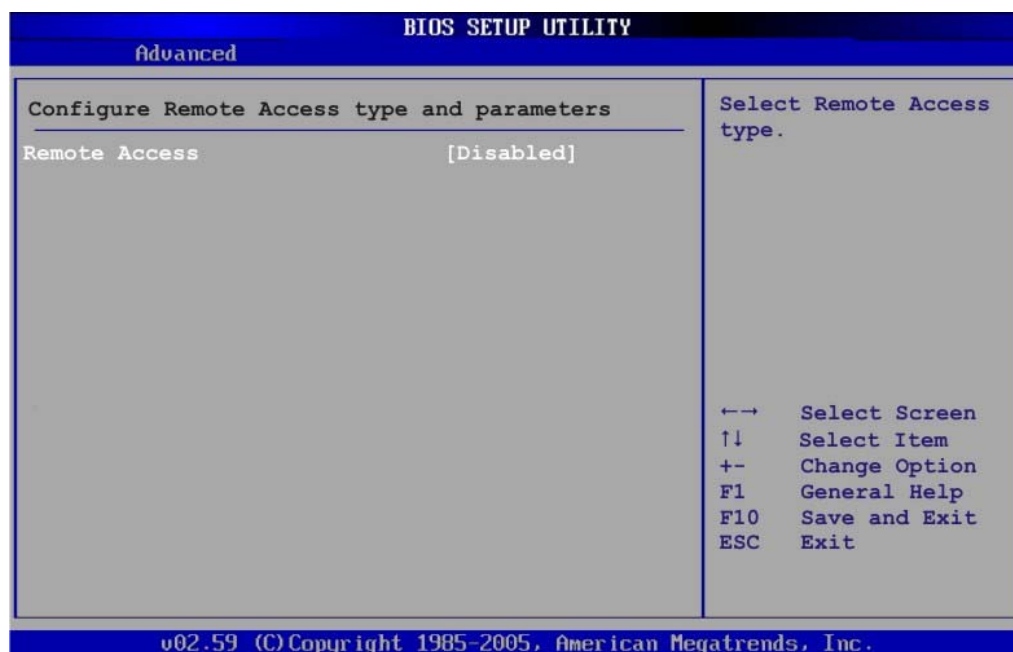 BIOS SETUP UTILITY
Advanced
Configure Remote Access type and parameters
Remote Access [Disabled]
Select Remote Access
type.
←→ Select Screen
↑↓ Select Item
+- Change Option
F1 General Help
F10 Save and Exit
ESC Exit
v02.59 (C)Copyright 1985-2005, American Megatrends, Inc.